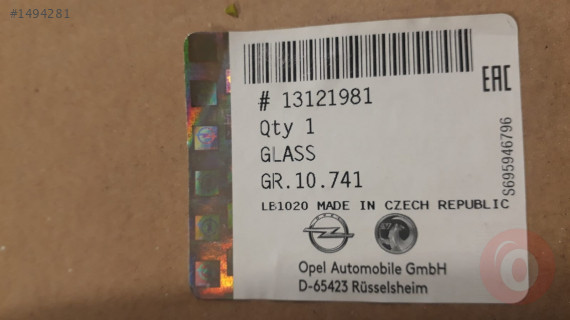 #1494281
# 13121981
Qty 1
GLASS
GR.10.741
LB1020 MADE IN CZECH REPUBLIC
Opel Automobile GmbH
D-65423 Rüsselsheim
EAC
S695946796